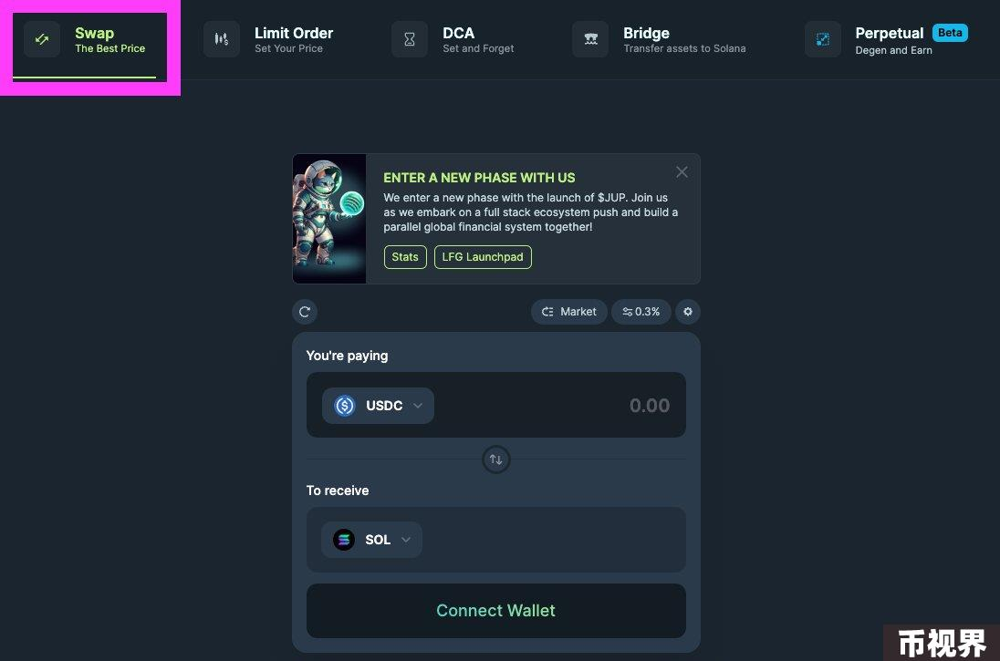 Swap
The Best Price
Limit Order
Set Your Price
DCA
Set and Forget
Bridge
Transfer assets to Solana
Perpetual Beta
Degen and Earn
ENTER A NEW PHASE WITH US
We enter a new phase with the launch of $JUP. Join us
as we embark on a full stack ecosystem push and build a
parallel global financial system together!
Stats LFG Launchpad
Market 0.3%
You're paying
USDC 0.00
To receive
SOL
Connect Wallet
币视界